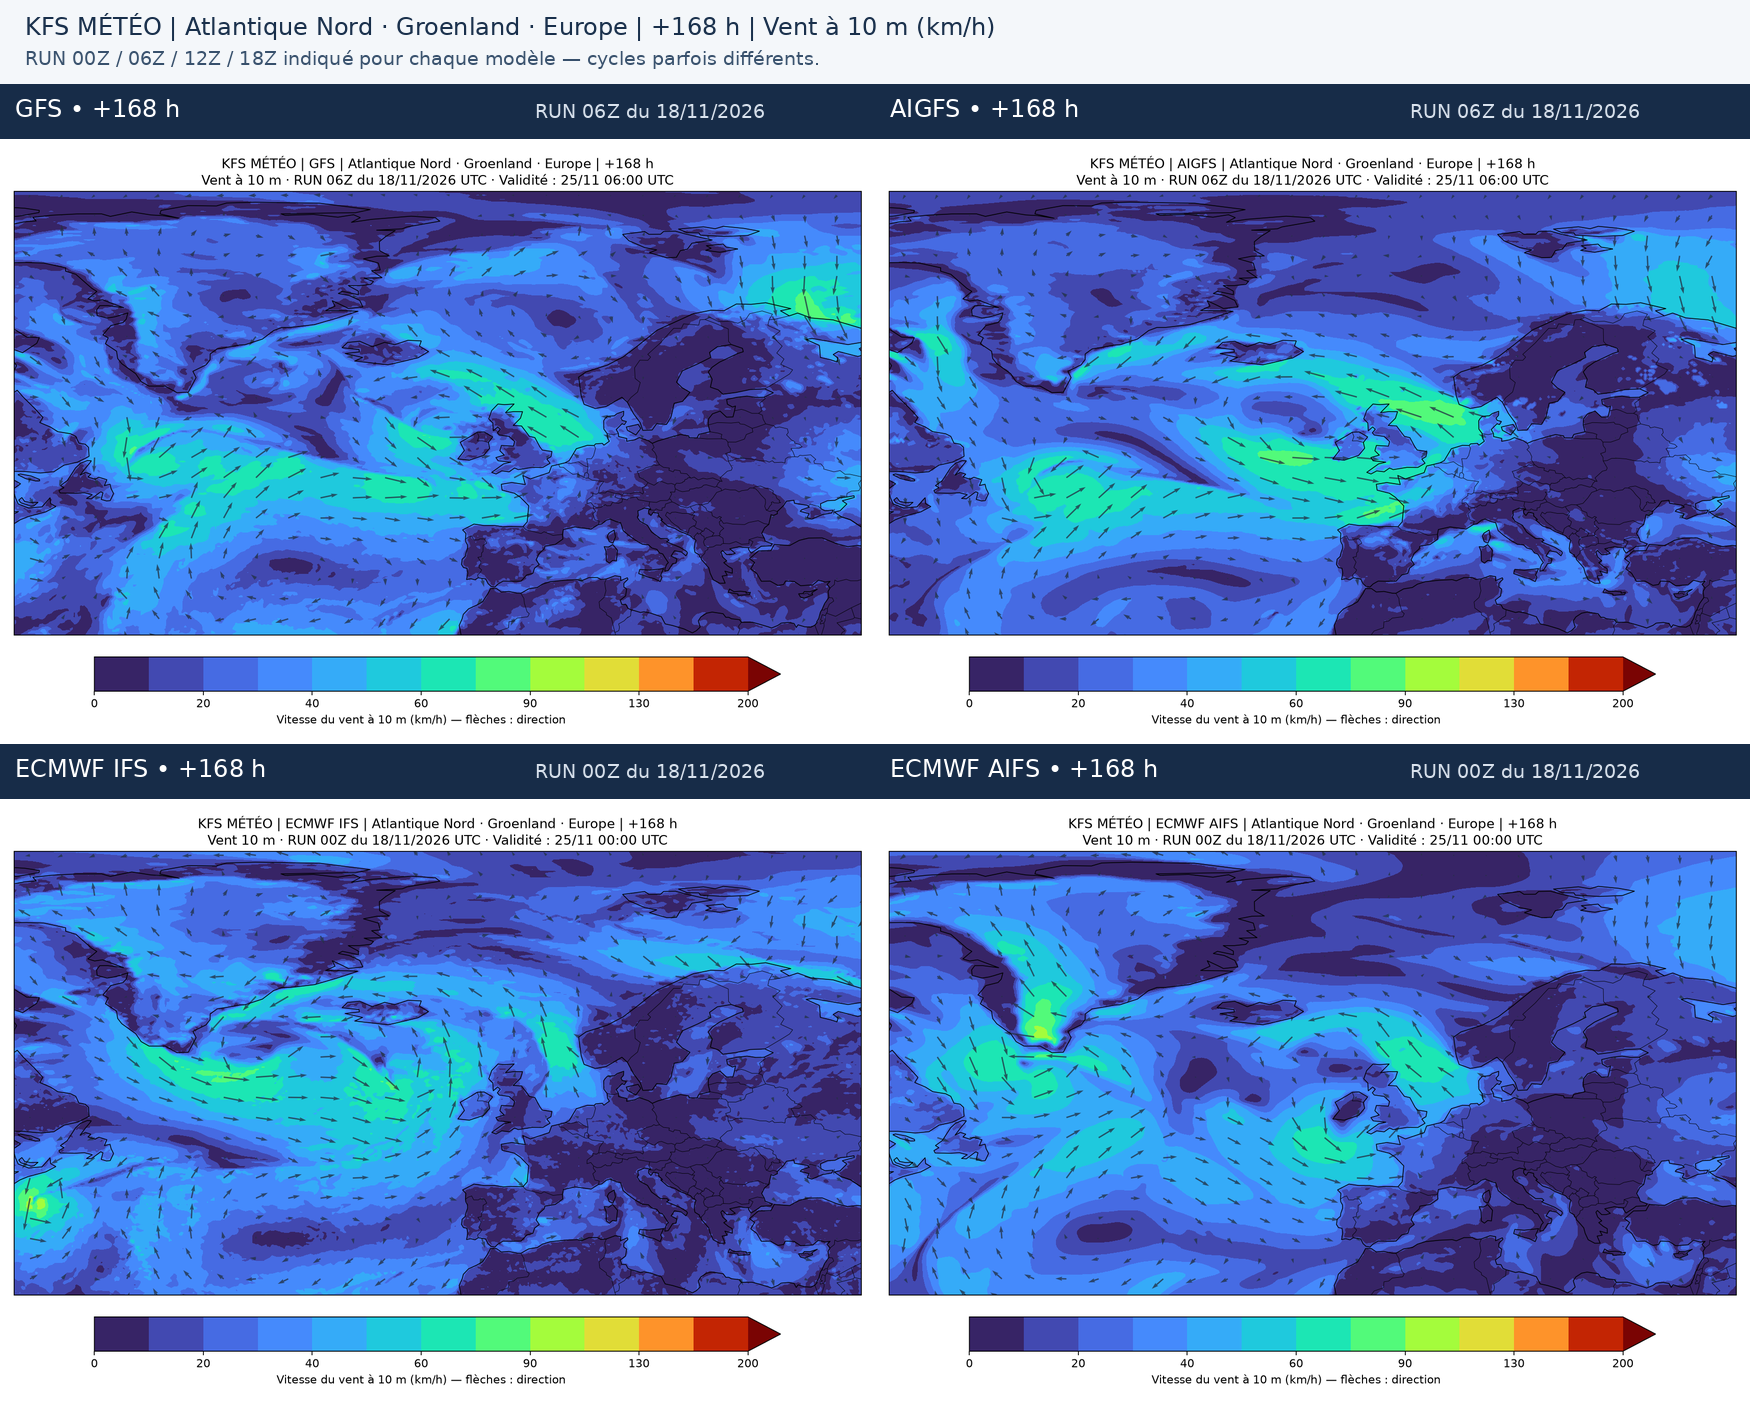 KFS MÉTÉO | Atlantique Nord · Groenland · Europe | +168 h | Vent à 10 m (km/h)
RUN 00Z / 06Z / 12Z / 18Z indiqué pour chaque modèle — cycles parfois différents.
GFS • +168 h
RUN 06Z du 18/11/2026
KFS MÉTÉO | GFS | Atlantique Nord · Groenland · Europe | +168 h
Vent à 10 m · RUN 06Z du 18/11/2026 UTC · Validité : 25/11 06:00 UTC
0 20 40 60 90 130 200
Vitesse du vent à 10 m (km/h) — flèches : direction
AIGFS • +168 h
RUN 06Z du 18/11/2026
KFS MÉTÉO | AIGFS | Atlantique Nord · Groenland · Europe | +168 h
Vent à 10 m · RUN 06Z du 18/11/2026 UTC · Validité : 25/11 06:00 UTC
0 20 40 60 90 130 200
Vitesse du vent à 10 m (km/h) — flèches : direction
ECMWF IFS • +168 h
RUN 00Z du 18/11/2026
KFS MÉTÉO | ECMWF IFS | Atlantique Nord · Groenland · Europe | +168 h
Vent 10 m · RUN 00Z du 18/11/2026 UTC · Validité : 25/11 00:00 UTC
0 20 40 60 90 130 200
Vitesse du vent à 10 m (km/h) — flèches : direction
ECMWF AIFS • +168 h
RUN 00Z du 18/11/2026
KFS MÉTÉO | ECMWF AIFS | Atlantique Nord · Groenland · Europe | +168 h
Vent 10 m · RUN 00Z du 18/11/2026 UTC · Validité : 25/11 00:00 UTC
0 20 40 60 90 130 200
Vitesse du vent à 10 m (km/h) — flèches : direction